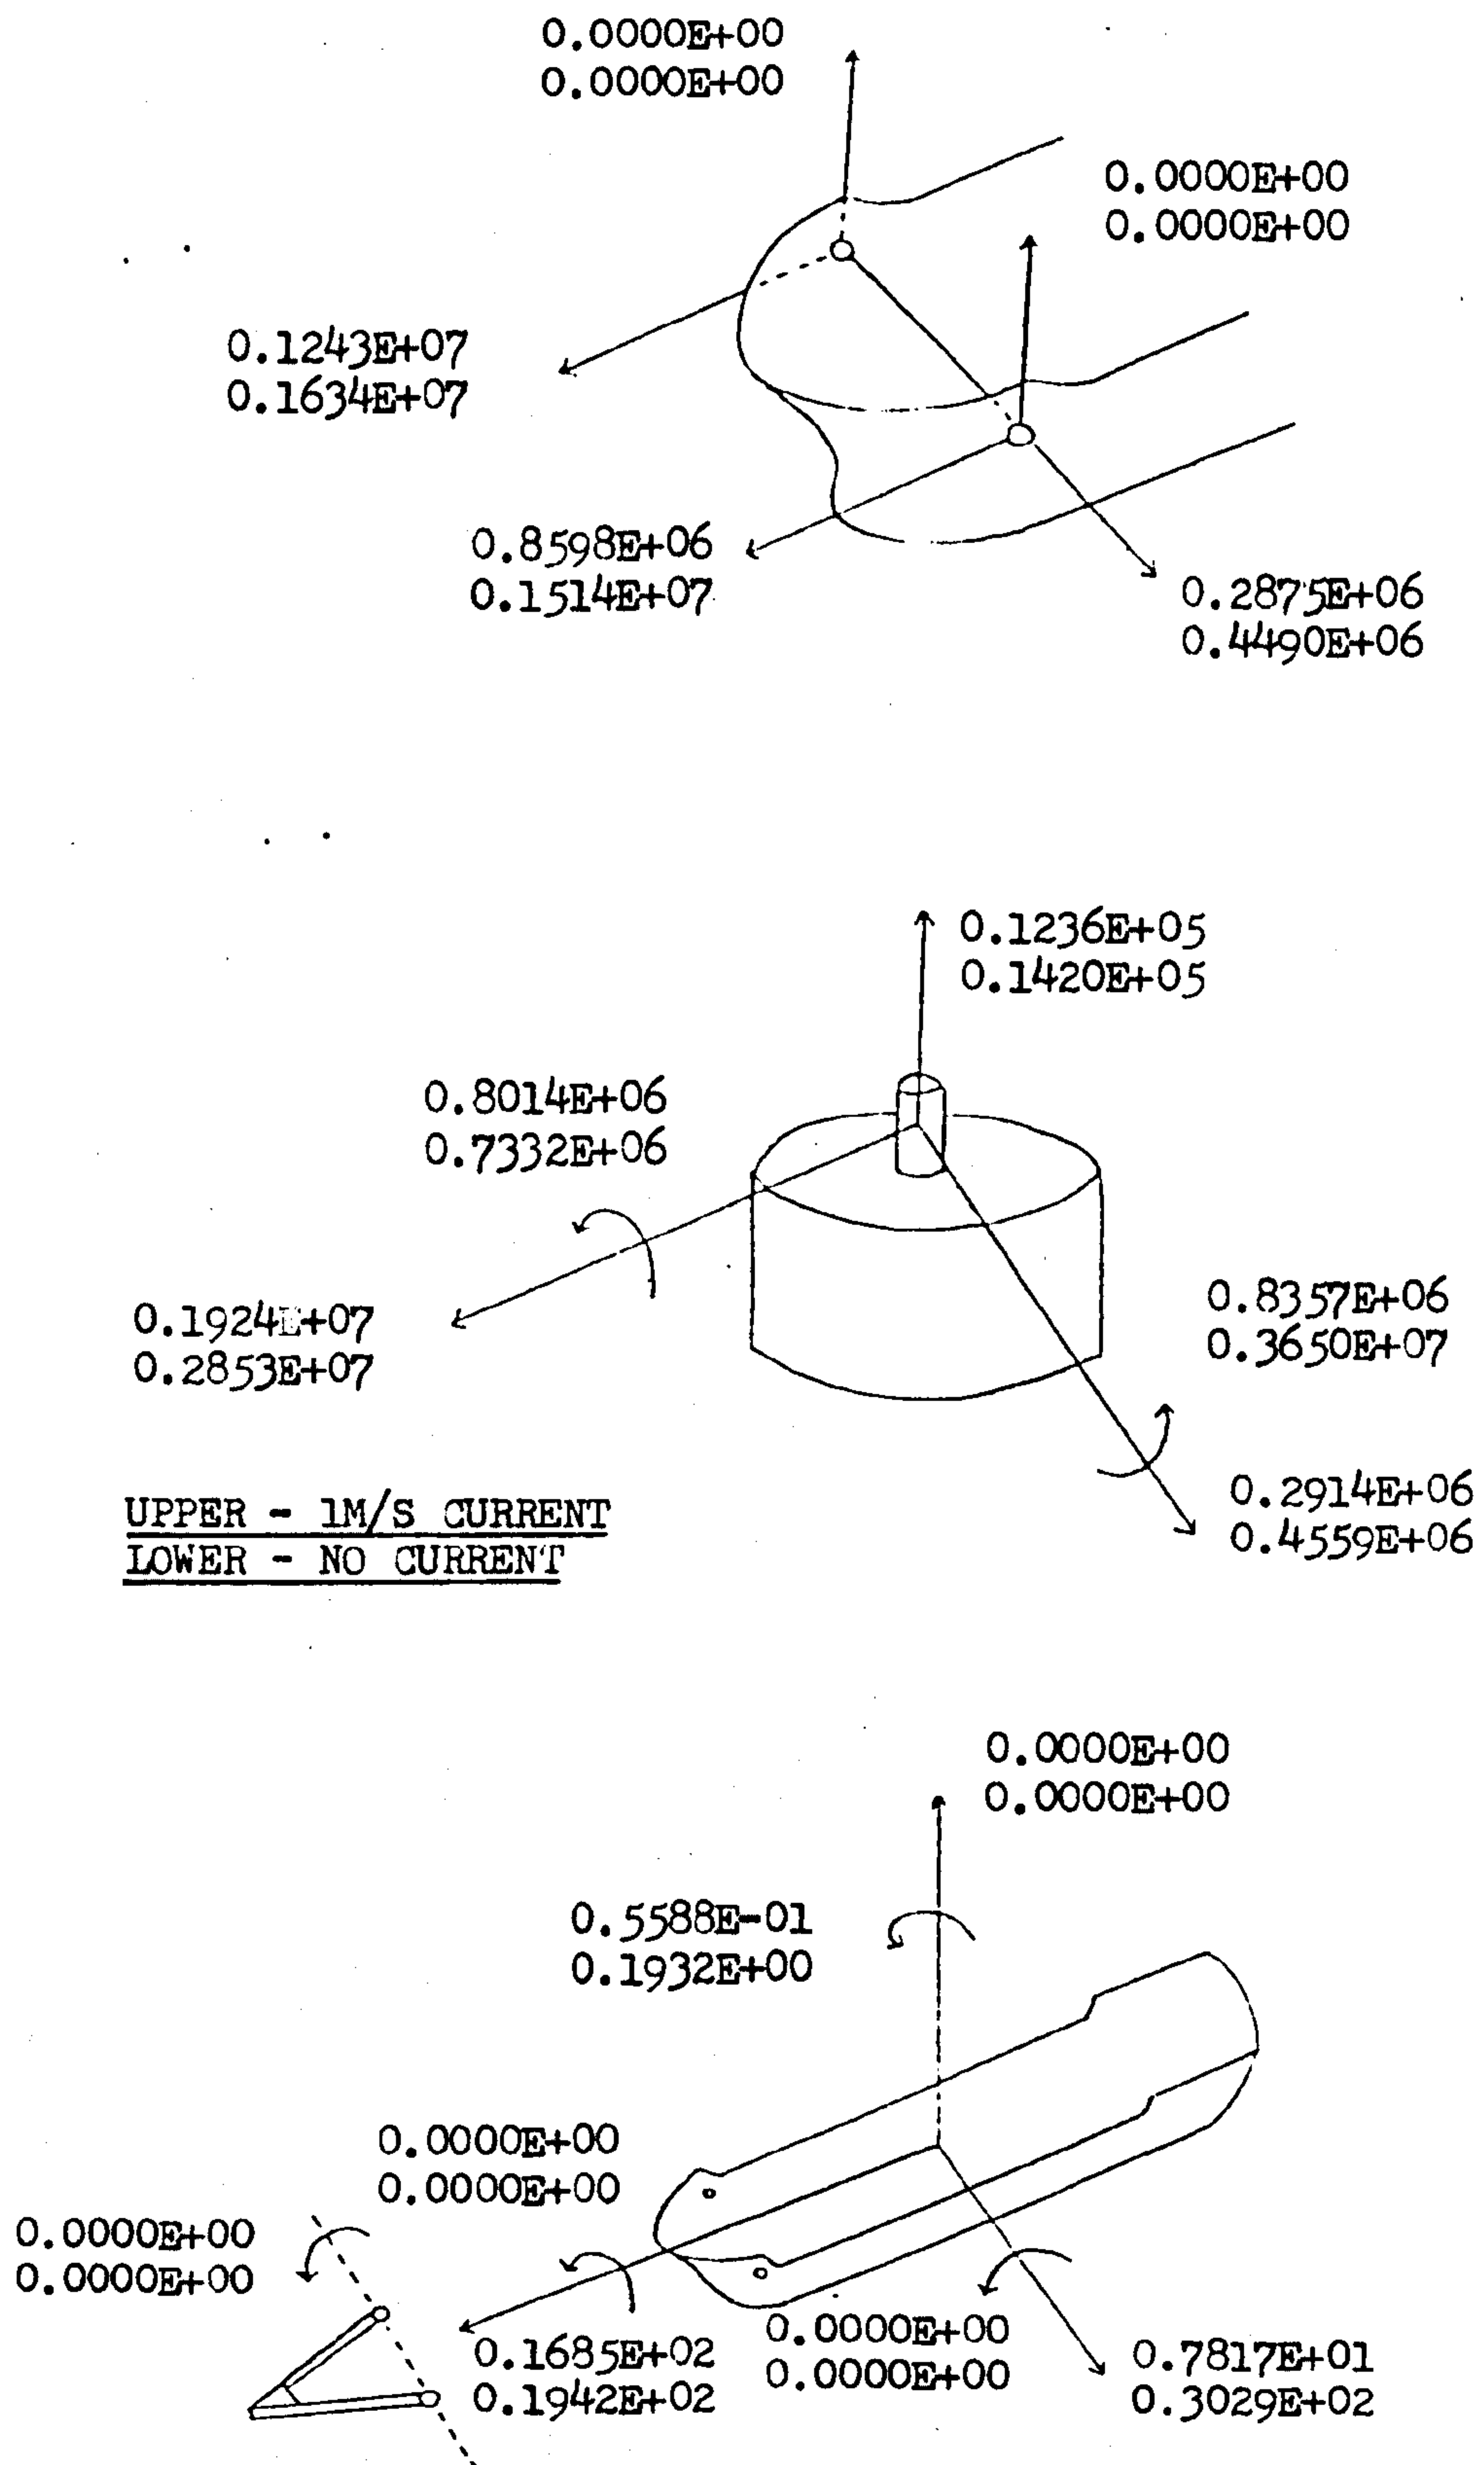 0.0000E+00
0.0000E+00
0.0000E+00
0.0000E+00
0.1243E+07
0.1634E+07
0.8598E+06
0.1514E+07
0.2875E+06
0.4490E+06
0.1236E+05
0.1420E+05
0.8014E+06
0.7332E+06
0.1924E+07
0.2853E+07
0.8357E+06
0.3650E+07
0.2914E+06
0.4559E+06
UPPER - 1M/S CURRENT
LOWER - NO CURRENT
0.0000E+00
0.0000E+00
0.5588E-01
0.1932E+00
0.0000E+00
0.0000E+00
0.0000E+00
0.0000E+00
0.1685E+02
0.1942E+02
0.0000E+00
0.0000E+00
0.7817E+01
0.3029E+02